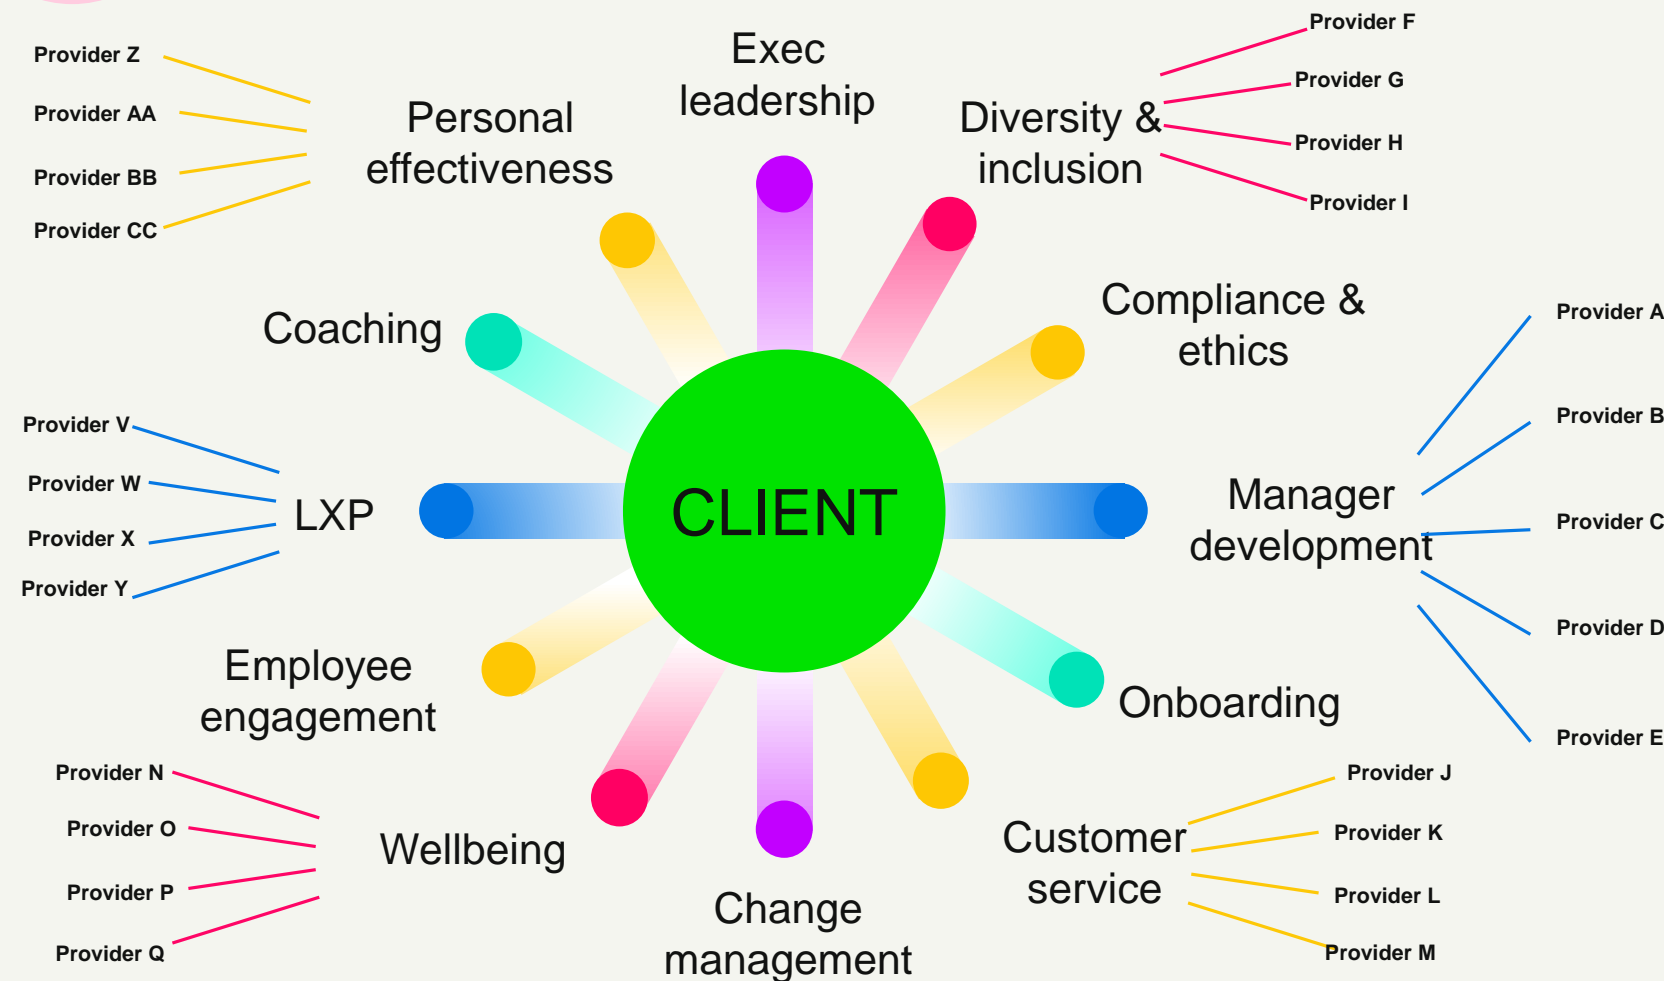 Provider Z
Provider AA
Provider BB
Provider CC
Personal
effectiveness
Exec
leadership
Diversity &
inclusion
Provider F
Provider G
Provider H
Provider I
Coaching
Compliance &
ethics
Provider V
Provider W
Provider X
Provider Y
LXP
CLIENT
Manager
development
Provider A
Provider B
Provider C
Provider D
Provider E
Employee
engagement
Onboarding
Provider N
Provider O
Provider P
Provider Q
Wellbeing
Change
management
Customer
service
Provider J
Provider K
Provider L
Provider M